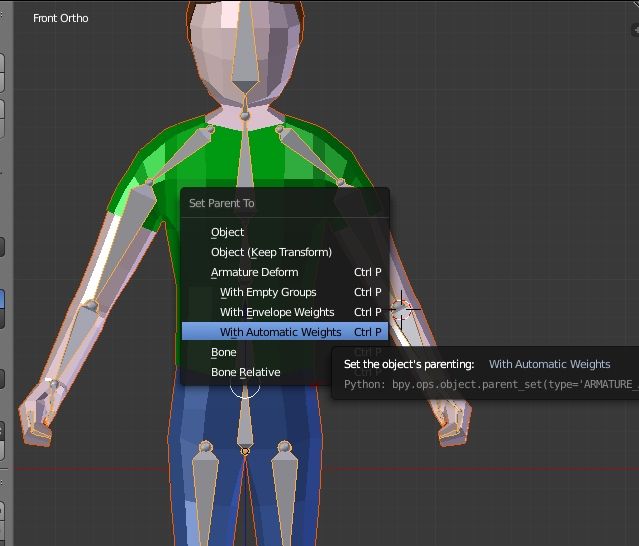 Front Ortho
Set Parent To
Object
Object (Keep Transform)
Armature Deform Ctrl P
With Empty Groups Ctrl P
With Envelope Weights Ctrl P
With Automatic Weights Ctrl P
Bone
Bone Relative
Set the object's parenting: With Automatic Weights
Python: bpy.ops.object.parent_set(type='ARMATURE_